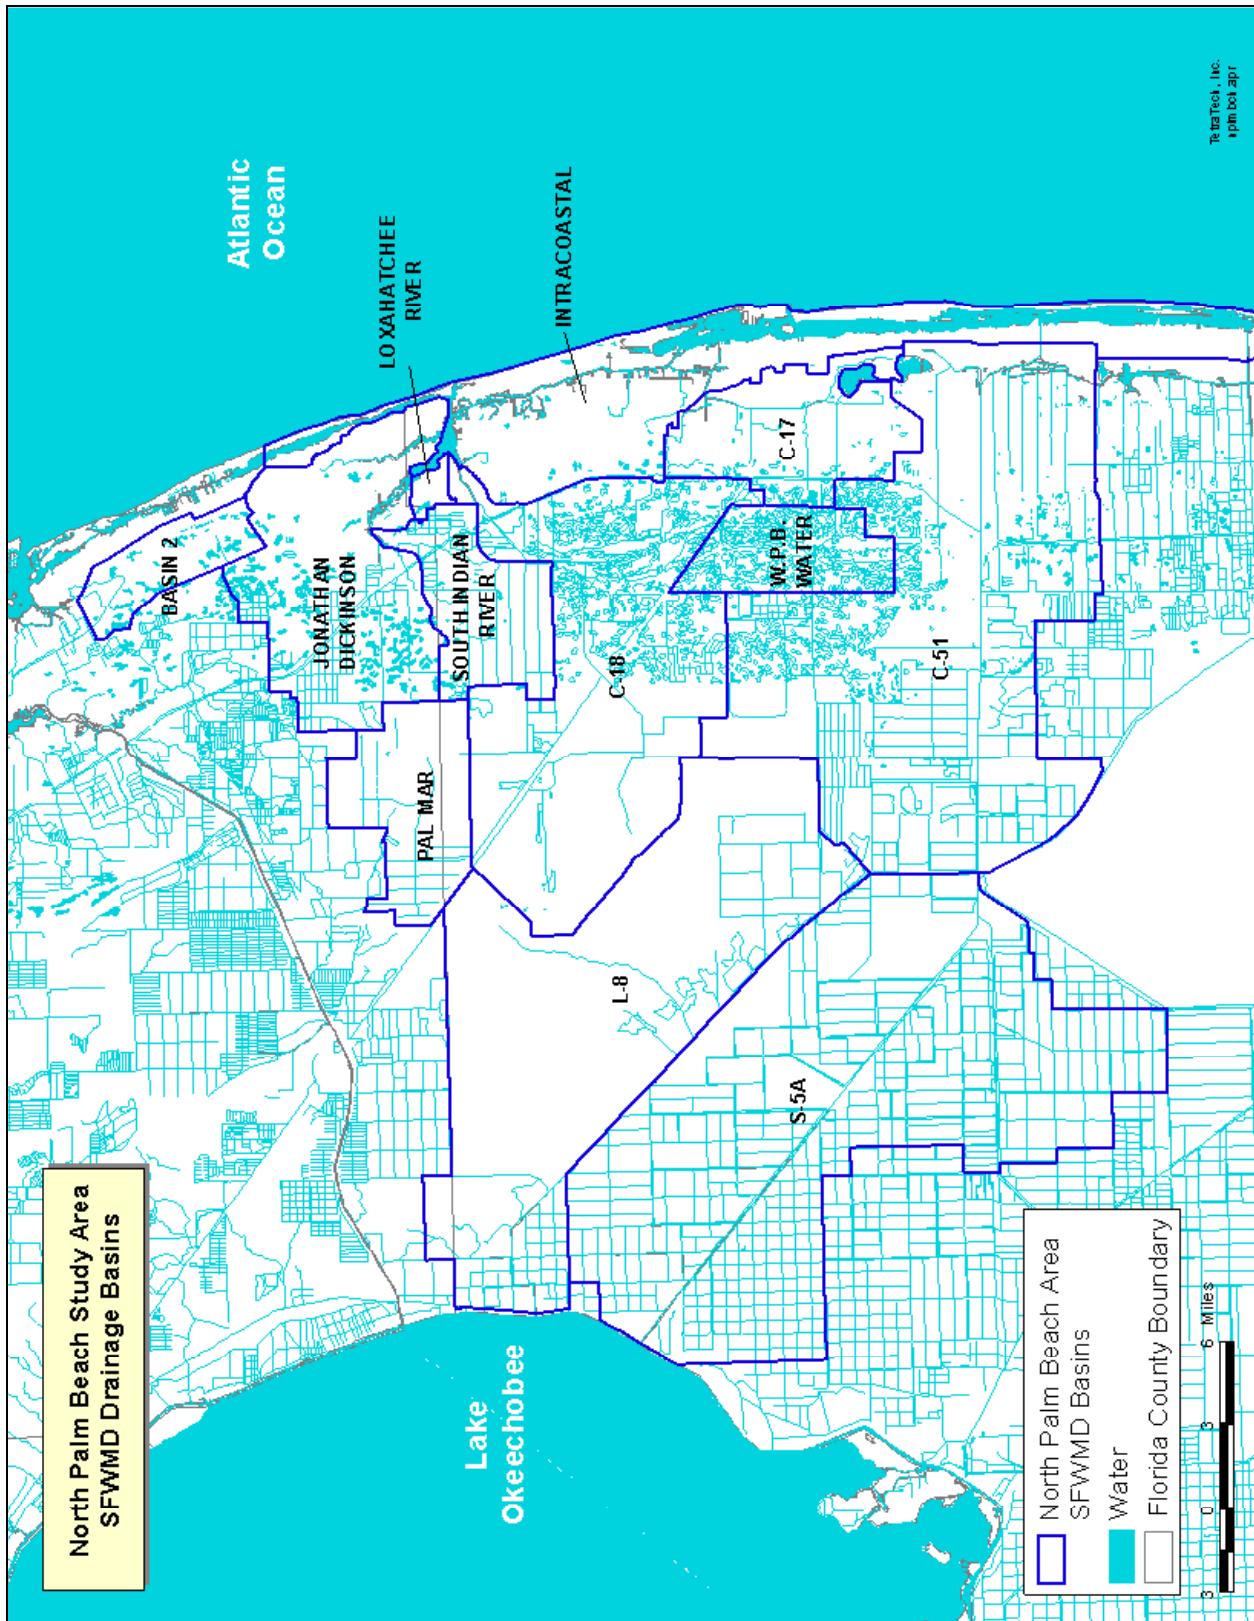 North Palm Beach Study Area
SFWMD Drainage Basins
Atlantic
Ocean
LOXAHATCHEE
RIVER
INTRACOASTAL
BASIN 2
JONATHAN
DICKINSON
SOUTH INDIAN
RIVER
PAL MAR
C-18
C-17
W.P.B.
WATER
C-51
L-8
S-5A
Lake
Okeechobee
North Palm Beach Area
SFWMD Basins
Water
Florida County Boundary
3 0 3 6 Miles
TetraTech, Inc.